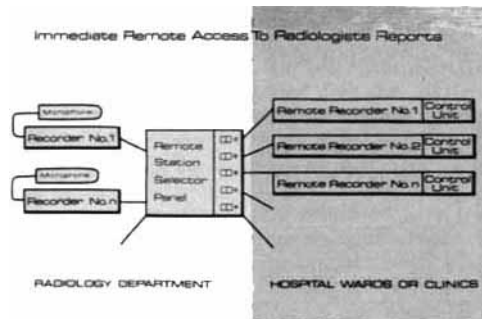 Immediate Remote Access To Radiologists Reports
Recorder No.1
Recorder No.n
Remote
Station
Selector
Panel
Remote Recorder No.1
Control
Unit
Remote Recorder No.2
Control
Unit
Remote Recorder No.n
Control
Unit
RADIOLOGY DEPARTMENT
HOSPITAL WARDS OR CLINICS